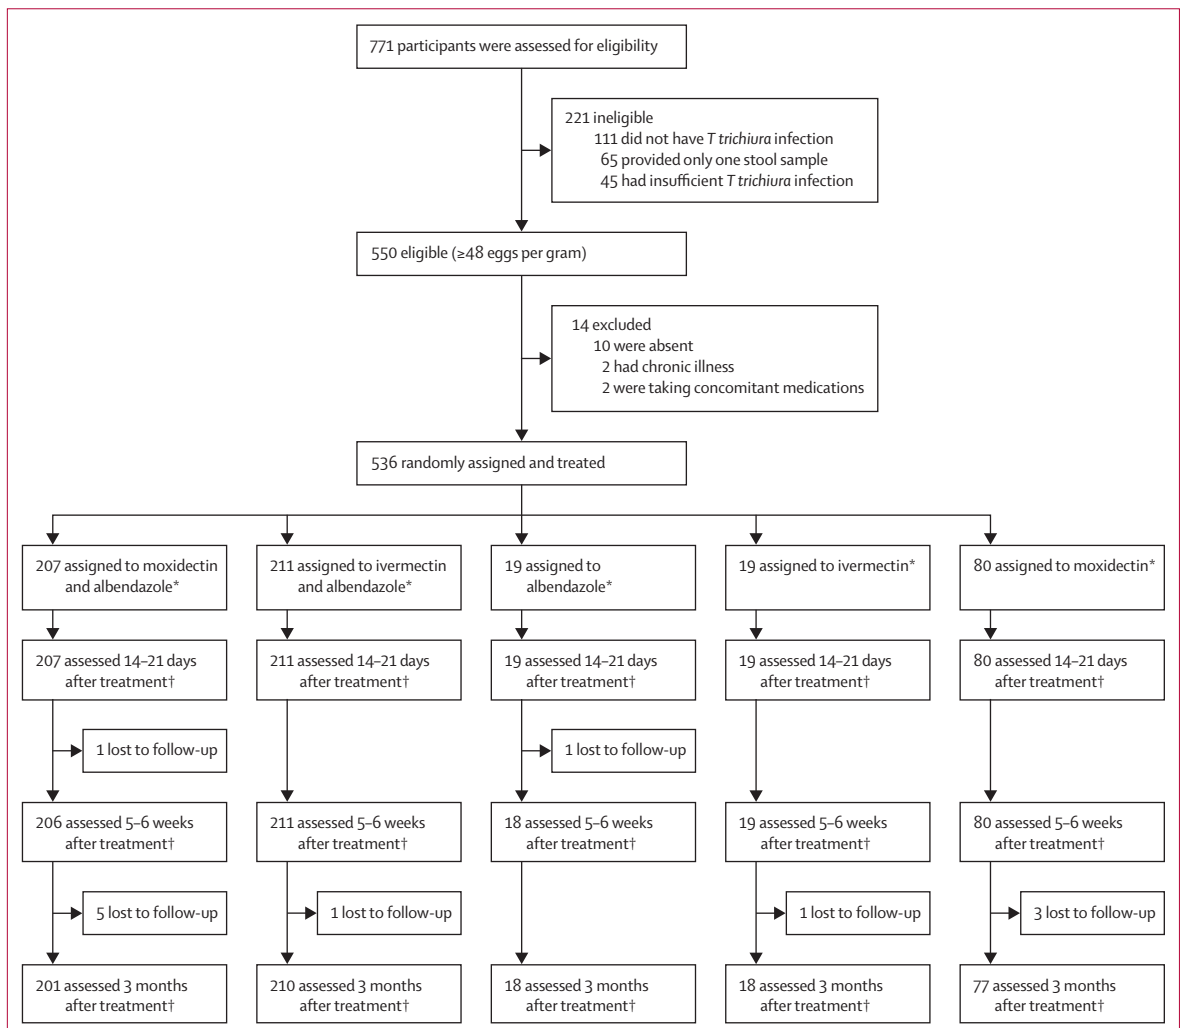 771 participants were assessed for eligibility
221 ineligible
111 did not have T trichiura infection
65 provided only one stool sample
45 had insufficient T trichiura infection
550 eligible (≥48 eggs per gram)
14 excluded
10 were absent
2 had chronic illness
2 were taking concomitant medications
536 randomly assigned and treated
207 assigned to moxidectin
and albendazole*
211 assigned to ivermectin
and albendazole*
19 assigned to
albendazole*
19 assigned to ivermectin*
80 assigned to moxidectin*
207 assessed 14–21 days
after treatment†
211 assessed 14–21 days
after treatment†
19 assessed 14–21 days
after treatment†
19 assessed 14–21 days
after treatment†
80 assessed 14–21 days
after treatment†
1 lost to follow-up
1 lost to follow-up
206 assessed 5–6 weeks
after treatment†
211 assessed 5–6 weeks
after treatment†
18 assessed 5–6 weeks
after treatment†
19 assessed 5–6 weeks
after treatment†
80 assessed 5–6 weeks
after treatment†
5 lost to follow-up
1 lost to follow-up
1 lost to follow-up
3 lost to follow-up
201 assessed 3 months
after treatment†
210 assessed 3 months
after treatment†
18 assessed 3 months
after treatment†
18 assessed 3 months
after treatment†
77 assessed 3 months
after treatment†